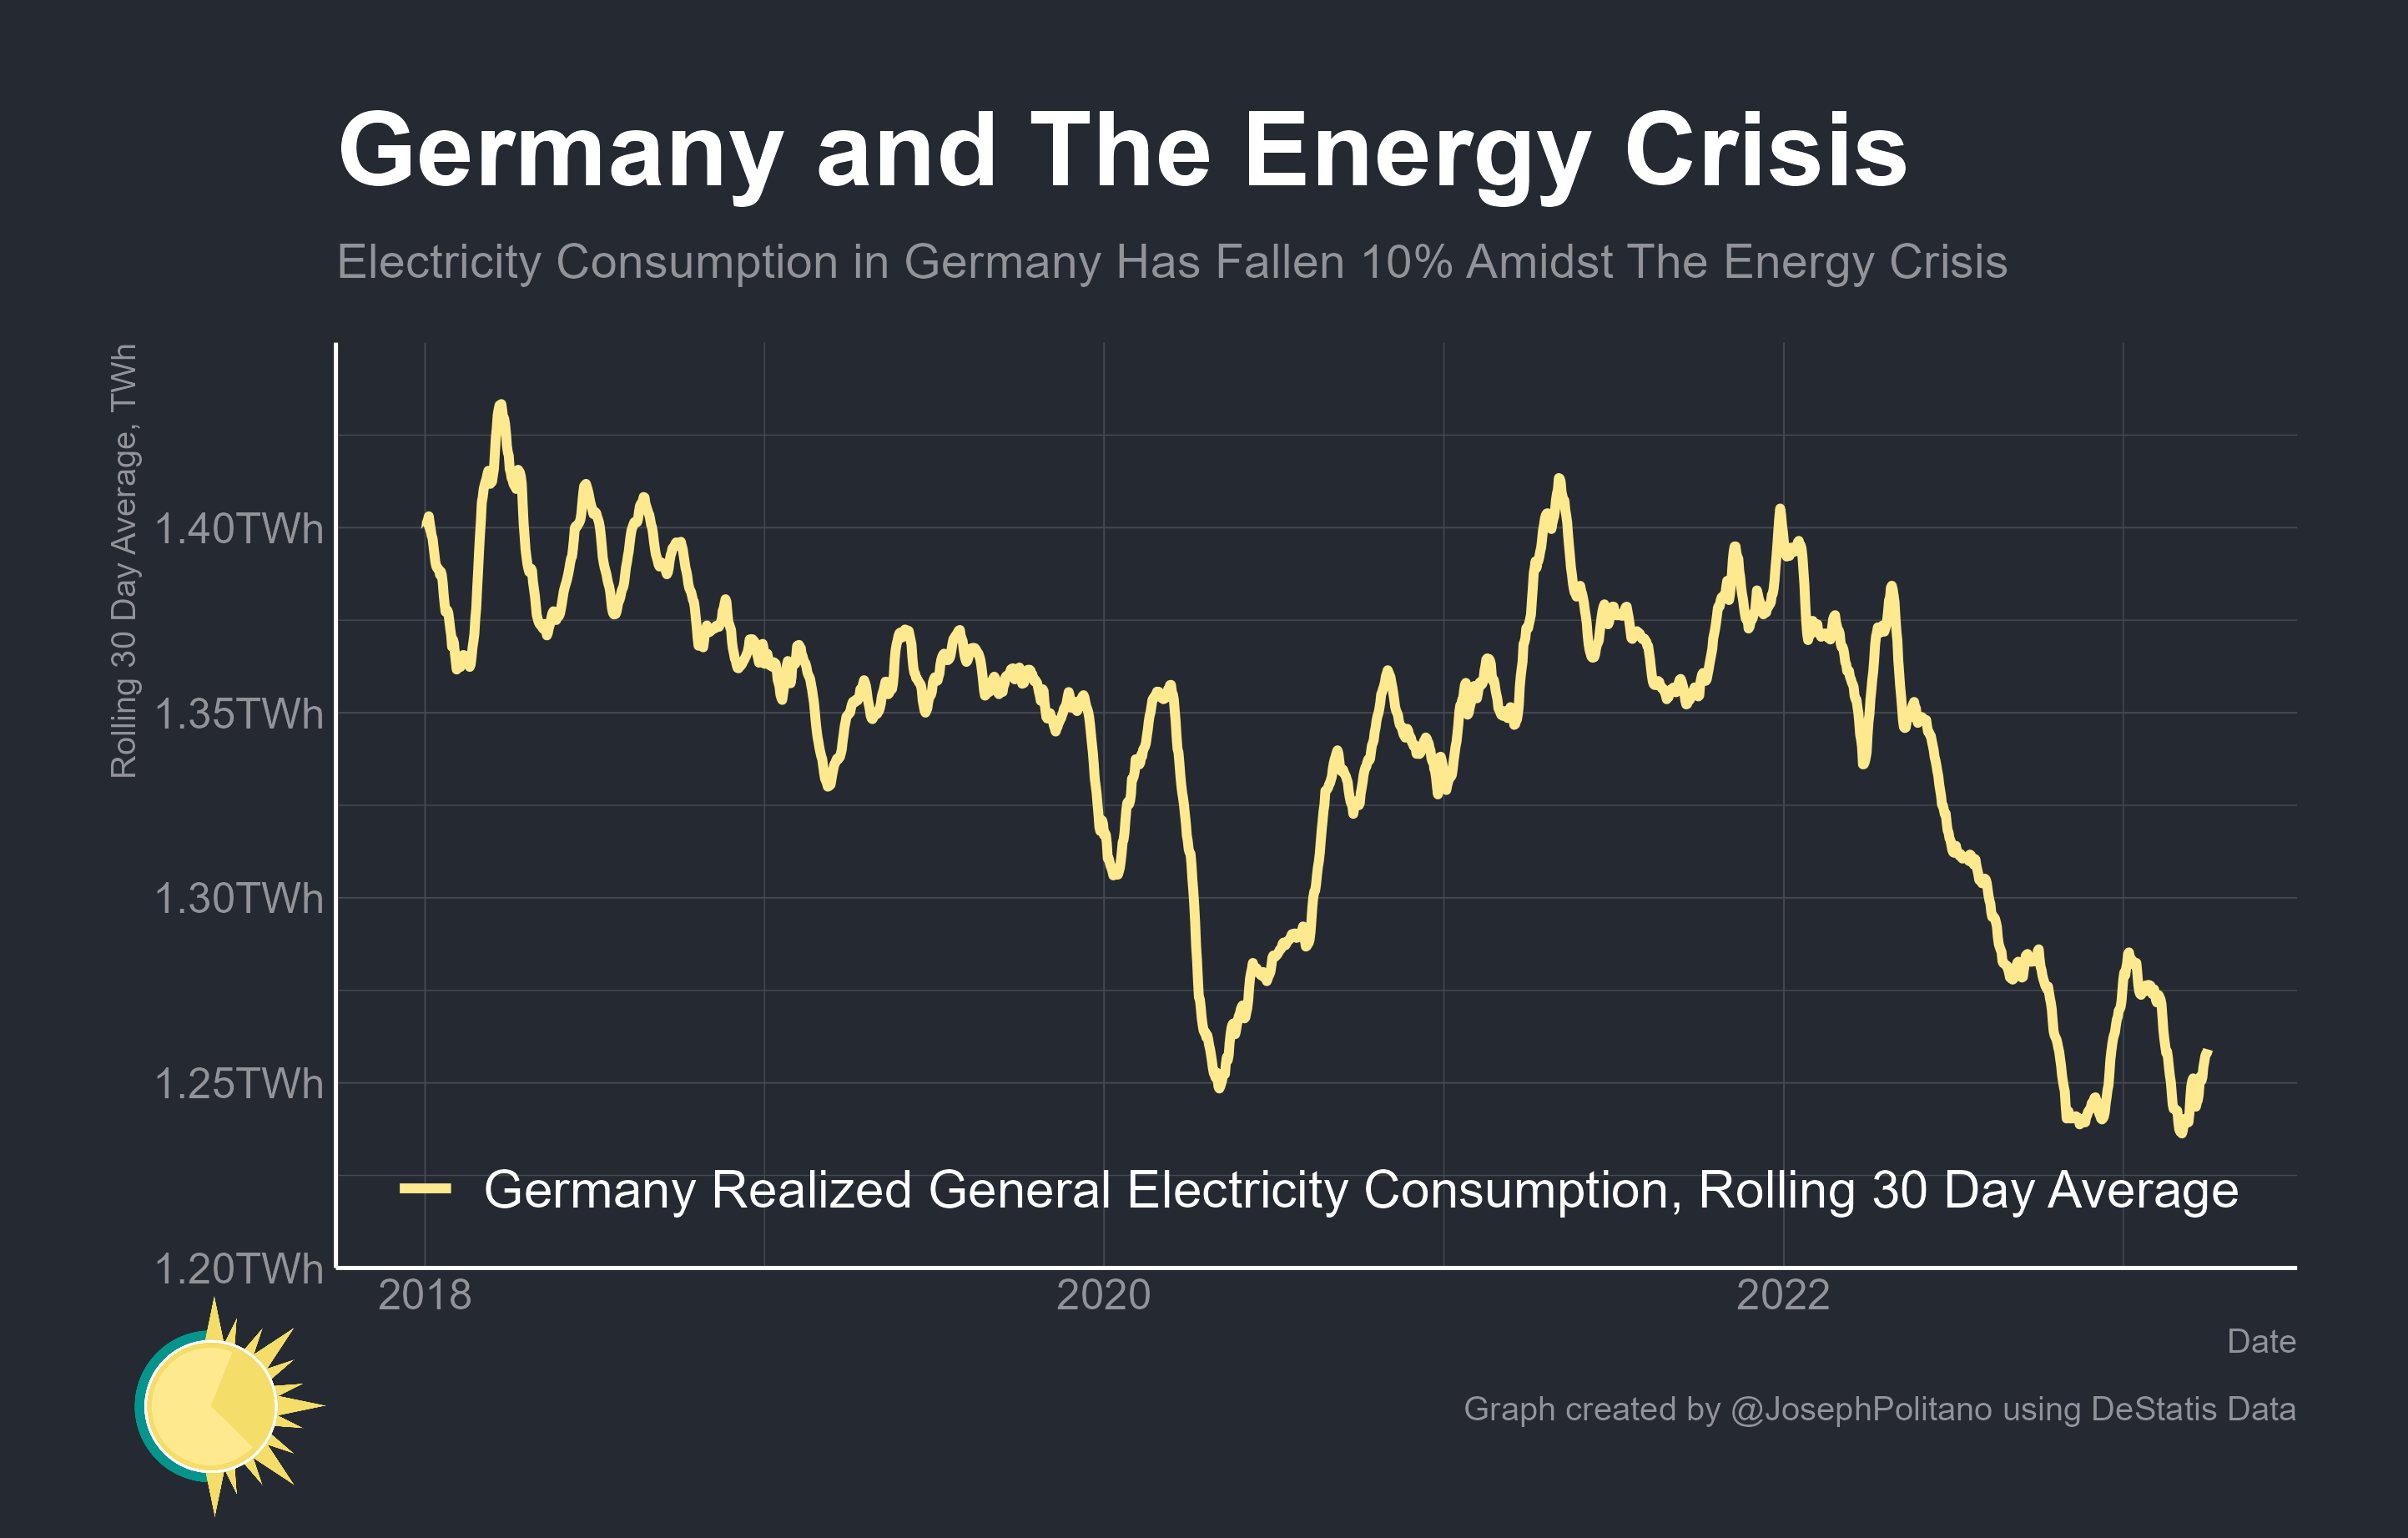 Germany and The Energy Crisis
Electricity Consumption in Germany Has Fallen 10% Amidst The Energy Crisis
Rolling 30 Day Average, TWh
1.40TWh
1.35TWh
1.30TWh
1.25TWh
1.20TWh
Germany Realized General Electricity Consumption, Rolling 30 Day Average
2018
2020
2022
Date
Graph created by @JosephPolitano using DeStatis Data